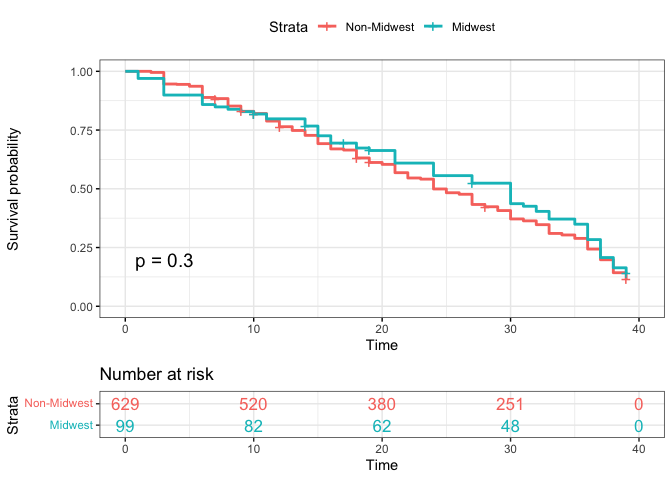 Strata Non-Midwest Midwest
Survival probability
1.00
0.75
0.50
0.25
0.00
p = 0.3
0 10 20 30 40
Time
Number at risk
Strata
Non-Midwest 629 520 380 251 0
Midwest 99 82 62 48 0
0 10 20 30 40
Time